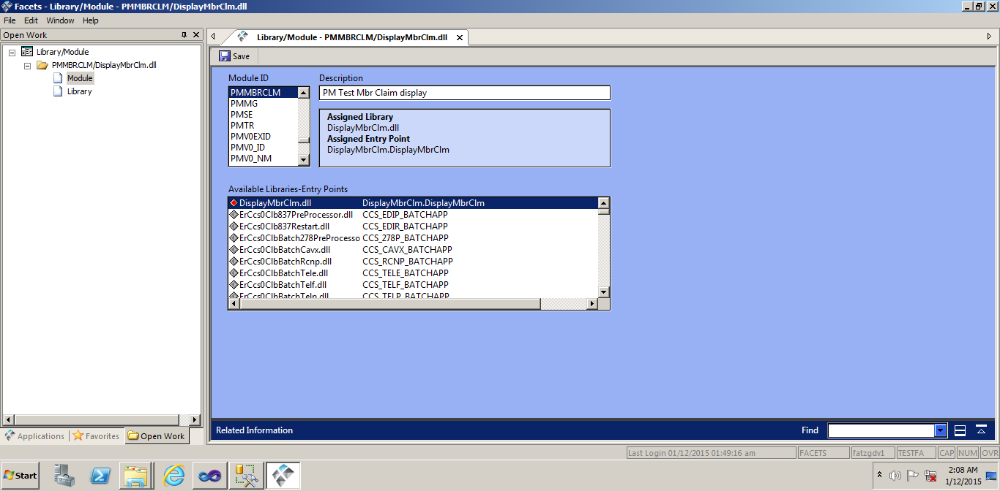 Facets - Library/Module - PMMBRCLM/DisplayMbrClm.dll
File Edit Window Help
Open Work
Library/Module - PMMBRCLM/DisplayMbrClm.dll
Library/Module
PMMBRCLM/DisplayMbrClm.dll
Module
Library
Save
Module ID
PMMBRCLM
PMMG
PMSE
PMTR
PMV0EXID
PMV0_ID
PMV0_NM
Description
PM Test Mbr Claim display
Assigned Library
DisplayMbrClm.dll
Assigned Entry Point
DisplayMbrClm.DisplayMbrClm
Available Libraries-Entry Points
DisplayMbrClm.dll DisplayMbrClm.DisplayMbrClm
ErCcs0Clb837PreProcessor.dll CCS_EDIP_BATCHAPP
ErCcs0Clb837Restart.dll CCS_EDIR_BATCHAPP
ErCcs0ClbBatch278PreProcesso CCS_278P_BATCHAPP
ErCcs0ClbBatchCavx.dll CCS_CAVX_BATCHAPP
ErCcs0ClbBatchRcnp.dll CCS_RCNP_BATCHAPP
ErCcs0ClbBatchTele.dll CCS_TELE_BATCHAPP
ErCcs0ClbBatchTelf.dll CCS_TELF_BATCHAPP
ErCcs0ClbBatchTelp.dll CCS_TELP_BATCHAPP
Related Information Find
Applications Favorites Open Work
Last Login 01/12/2015 01:49:16 am FACETS fatzgdv1 TESTFA CAP NUM OVR
Start
2:08 AM
1/12/2015